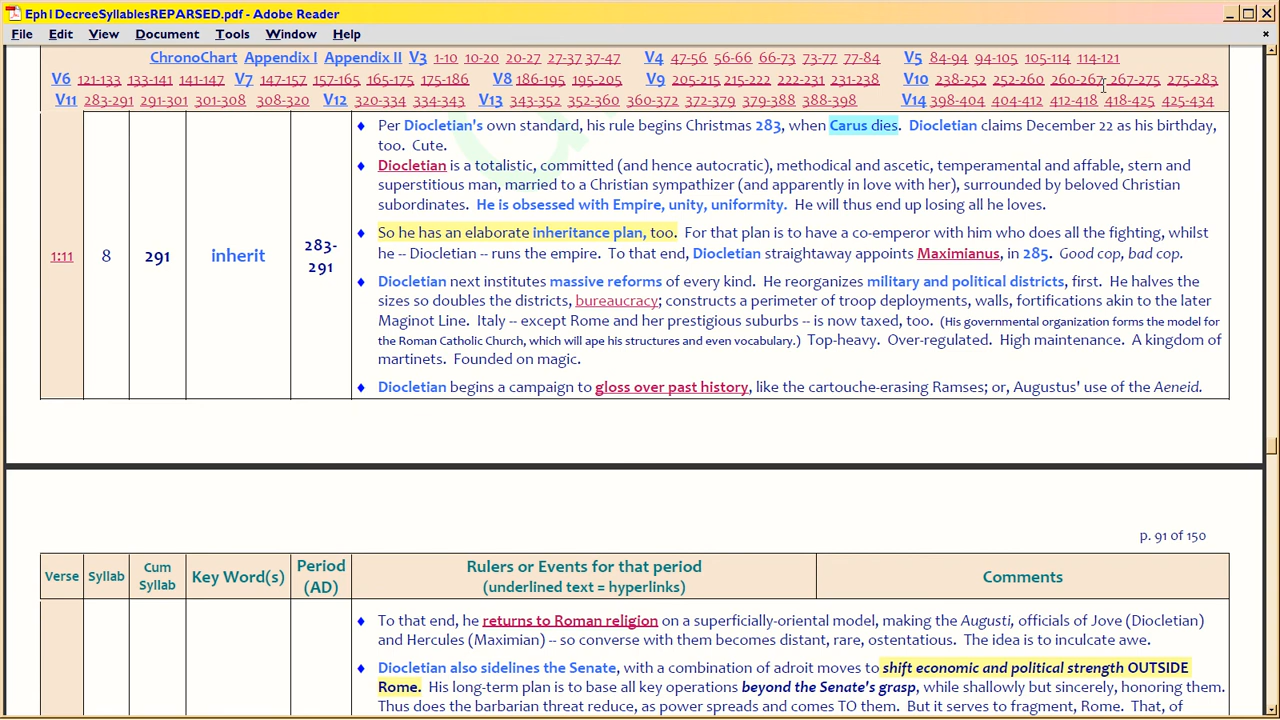 Eph1DecreeSyllablesREPARSED.pdf - Adobe Reader
File Edit View Document Tools Window Help
ChronoChart Appendix I Appendix II V3 1-10 10-20 20-27 27-37 37-47 V4 47-56 56-66 66-73 73-77 77-84 V5 84-94 94-105 105-114 114-121
V6 121-133 133-141 141-147 V7 147-157 157-165 165-175 175-186 V8 186-195 195-205 V9 205-215 215-222 222-231 231-238 V10 238-252 252-260 260-267 267-275 275-283
V11 283-291 291-301 301-308 308-320 V12 320-334 334-343 V13 343-352 352-360 360-372 372-379 379-388 388-398 V14 398-404 404-412 412-418 418-425 425-434
♦ Per Diocletian's own standard, his rule begins Christmas 283, when Carus dies. Diocletian claims December 22 as his birthday,
too. Cute.
♦ Diocletian is a totalistic, committed (and hence autocratic), methodical and ascetic, temperamental and affable, stern and
superstitious man, married to a Christian sympathizer (and apparently in love with her), surrounded by beloved Christian
subordinates. He is obsessed with Empire, unity, uniformity. He will thus end up losing all he loves.
♦ So he has an elaborate inheritance plan, too. For that plan is to have a co-emperor with him who does all the fighting, whilst
he -- Diocletian -- runs the empire. To that end, Diocletian straightaway appoints Maximianus, in 285. Good cop, bad cop.
1:11 8 291 inherit 283-
291
♦ Diocletian next institutes massive reforms of every kind. He reorganizes military and political districts, first. He halves the
sizes so doubles the districts, bureaucracy; constructs a perimeter of troop deployments, walls, fortifications akin to the later
Maginot Line. Italy -- except Rome and her prestigious suburbs -- is now taxed, too. (His governmental organization forms the model for
the Roman Catholic Church, which will ape his structures and even vocabulary.) Top-heavy. Over-regulated. High maintenance. A kingdom of
martinets. Founded on magic.
♦ Diocletian begins a campaign to gloss over past history, like the cartouche-erasing Ramses; or, Augustus' use of the Aeneid.
p. 91 of 150
Verse Syllab Cum
Syllab Key Word(s) Period
(AD) Rulers or Events for that period
(underlined text = hyperlinks) Comments
♦ To that end, he returns to Roman religion on a superficially-oriental model, making the Augusti, officials of Jove (Diocletian)
and Hercules (Maximian) -- so converse with them becomes distant, rare, ostentatious. The idea is to inculcate awe.
♦ Diocletian also sidelines the Senate, with a combination of adroit moves to shift economic and political strength OUTSIDE
Rome. His long-term plan is to base all key operations beyond the Senate's grasp, while shallowly but sincerely, honoring them.
Thus does the barbarian threat reduce, as power spreads and comes TO them. But it serves to fragment, Rome. That, of